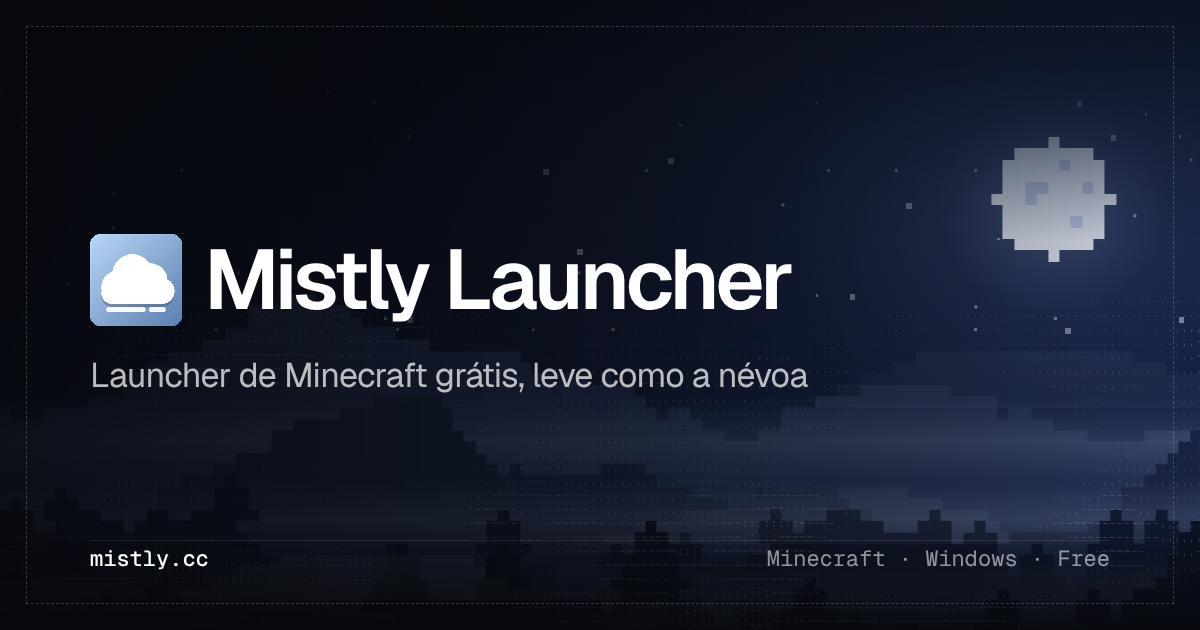 Mistly Launcher
Launcher de Minecraft grátis, leve como a névoa
mistly.cc
Minecraft · Windows · Free